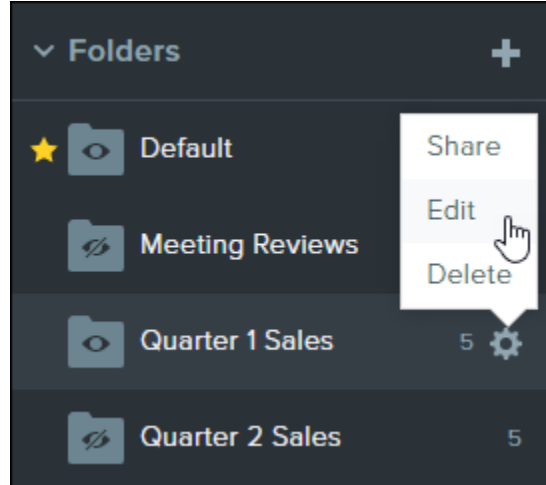 Folders
Default
Share
Edit
Meeting Reviews
Delete
Quarter 1 Sales 5
Quarter 2 Sales 5